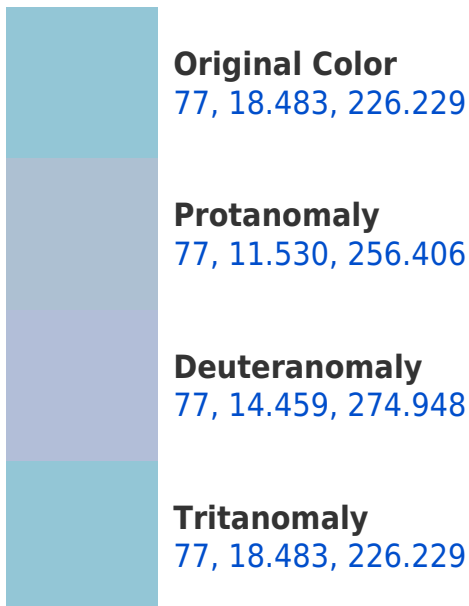 Original Color
77, 18.483, 226.229
Protanomaly
77, 11.530, 256.406
Deuteranomaly
77, 14.459, 274.948
Tritanomaly
77, 18.483, 226.229